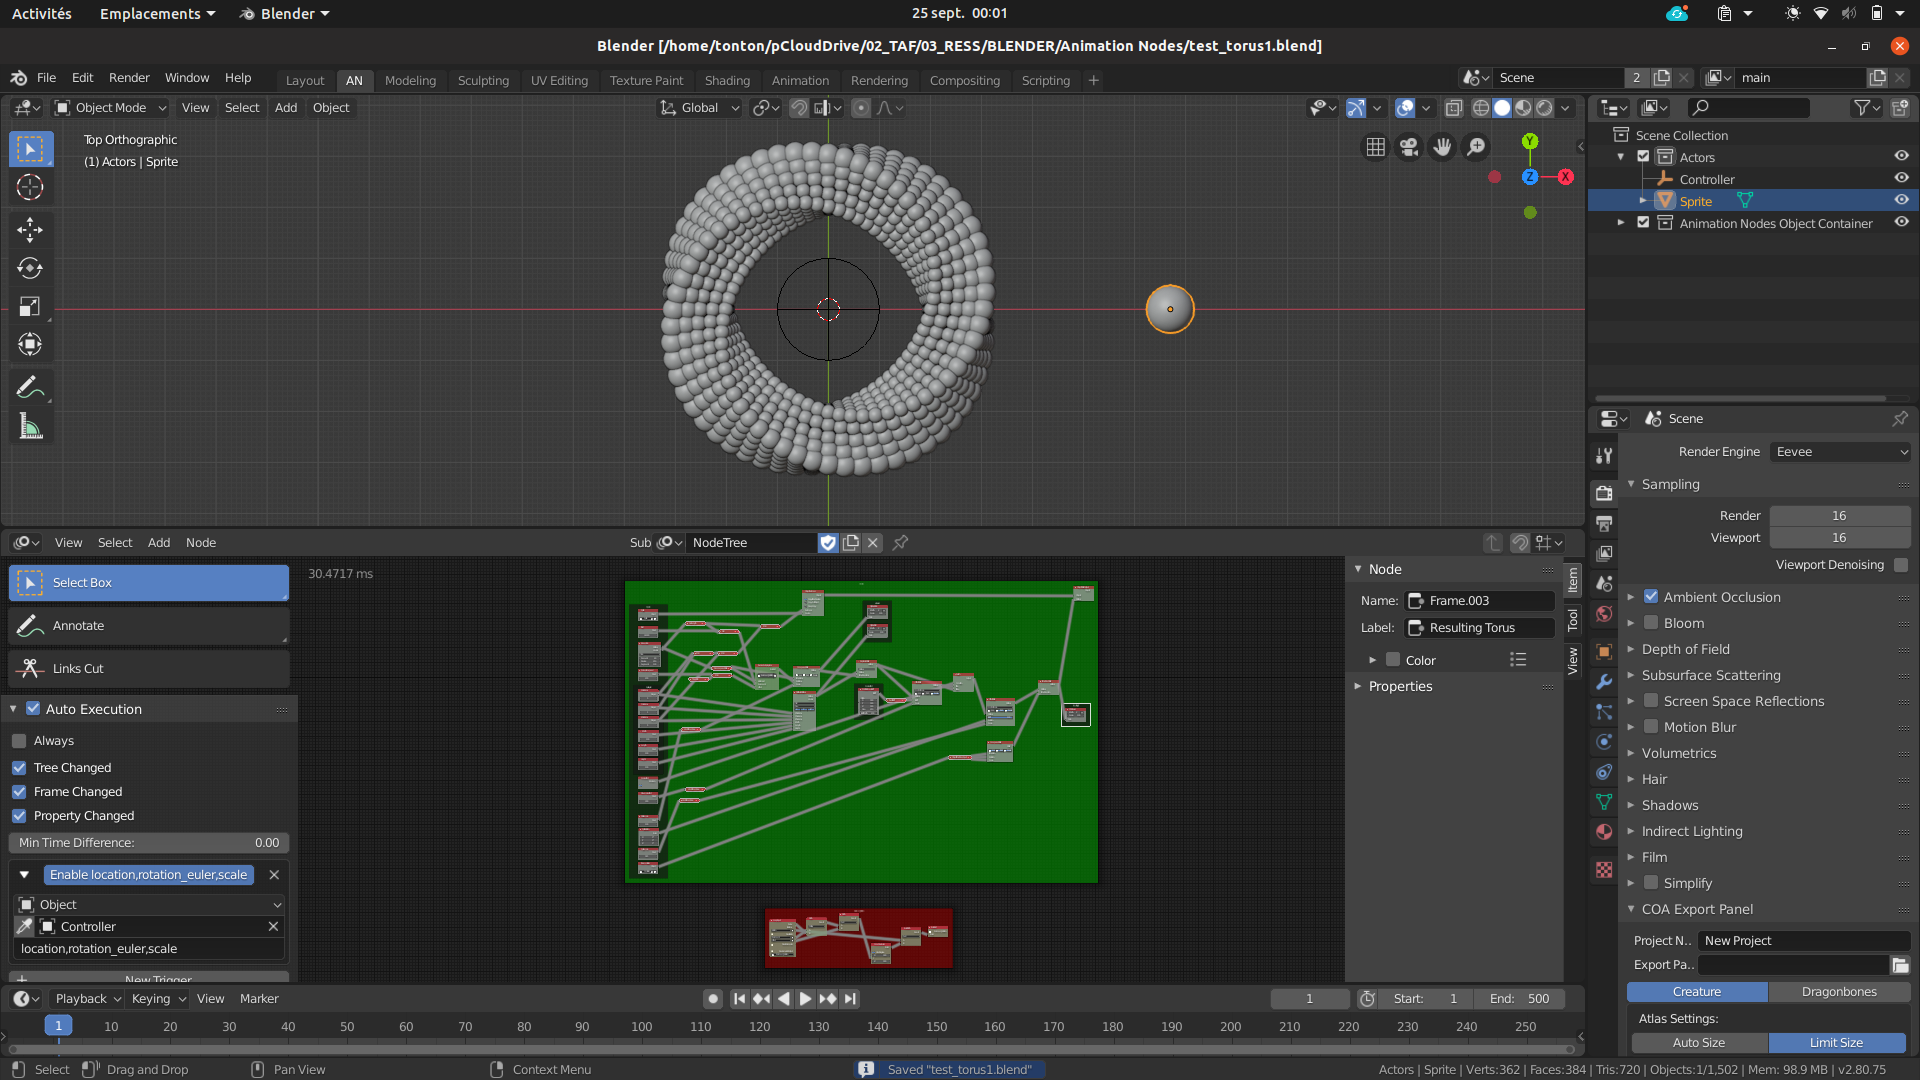 Activités Emplacements Blender 25 sept. 00:01
Blender [/home/tonton/pCloudDrive/02_TAF/03_RESS/BLENDER/Animation Nodes/test_torus1.blend]
File Edit Render Window Help Layout AN Modeling Sculpting UV Editing Texture Paint Shading Animation Rendering Compositing Scripting + Scene 2 main
Object Mode View Select Add Object Global
Top Orthographic
(1) Actors | Sprite
Y
Z
X
Scene Collection
Actors
Controller
Sprite
Animation Nodes Object Container
Scene
Render Engine Eevee
Sampling
Render 16
Viewport 16
Viewport Denoising
Ambient Occlusion
Bloom
Depth of Field
Subsurface Scattering
Screen Space Reflections
Motion Blur
Volumetrics
Hair
Shadows
Indirect Lighting
Film
Simplify
COA Export Panel
Project N.. New Project
Export Pa..
Creature Dragonbones
Atlas Settings:
Auto Size Limit Size
View Select Add Node Sub NodeTree
Select Box
Annotate
Links Cut
30.4717 ms
Auto Execution
Always
Tree Changed
Frame Changed
Property Changed
Min Time Difference: 0.00
Enable location,rotation_euler,scale
Object
Controller
location,rotation_euler,scale
New Trigger
Node
Name: Frame.003
Label: Resulting Torus
Color
Properties
Item
Tool
View
Playback Keying View Marker 1 Start: 1 End: 500
1 10 20 30 40 50 60 70 80 90 100 110 120 130 140 150 160 170 180 190 200 210 220 230 240 250
Select Drag and Drop Pan View Context Menu Saved "test_torus1.blend" Actors | Sprite | Verts:362 | Faces:384 | Tris:720 | Objects:1/1,502 | Mem: 98.9 MB | v2.80.75